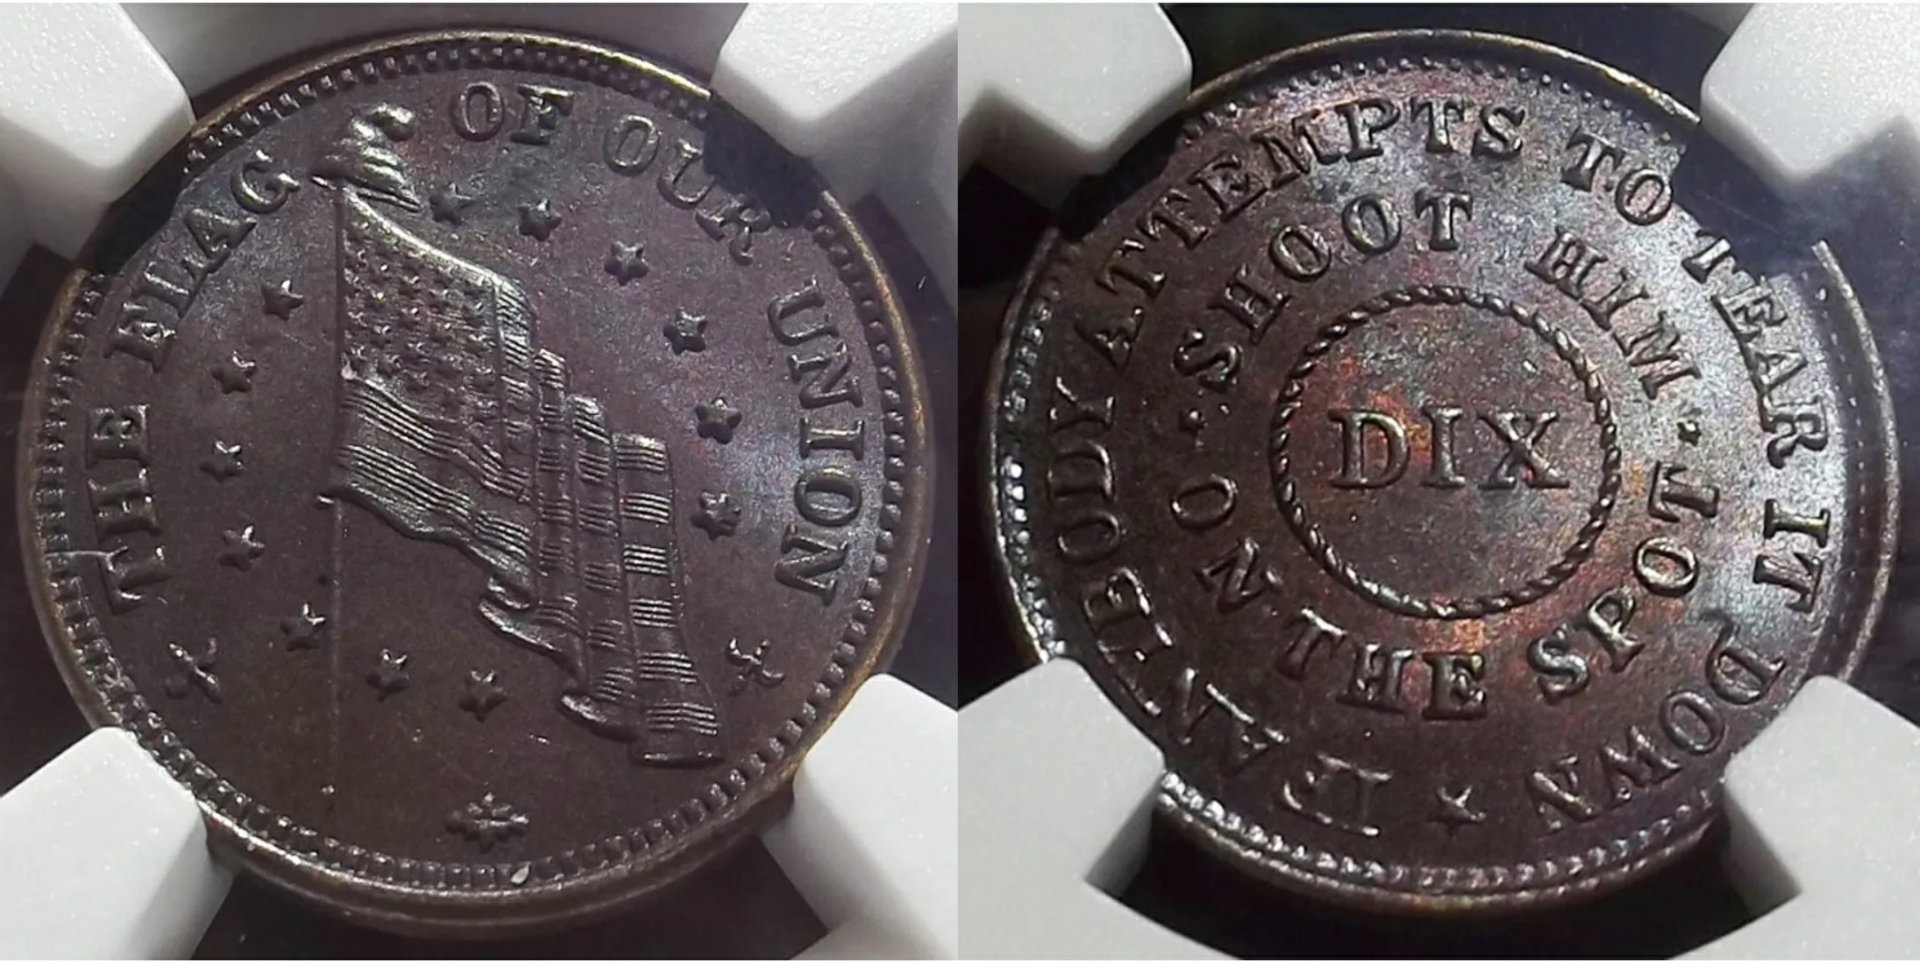 THE FLAG OF OUR UNION
IF ANYBODY ATTEMPTS TO TEAR IT DOWN
SHOOT HIM
ON THE SPOT
DIX